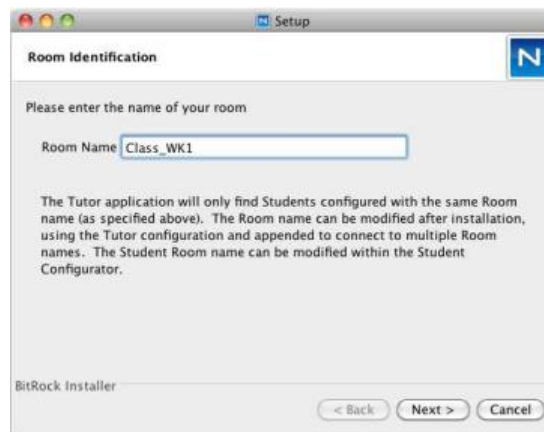 Setup
Room Identification
N
Please enter the name of your room
Room Name Class_WK1
The Tutor application will only find Students configured with the same Room
name (as specified above). The Room name can be modified after installation,
using the Tutor configuration and appended to connect to multiple Room
names. The Student Room name can be modified within the Student
Configurator.
BitRock Installer
< Back Next > Cancel